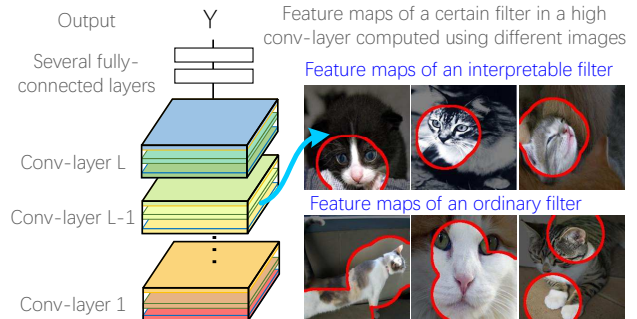 Output
Y
Several fully-
connected layers
Conv-layer L
Conv-layer L-1
Conv-layer 1
Feature maps of a certain filter in a high
conv-layer computed using different images
Feature maps of an interpretable filter
Feature maps of an ordinary filter